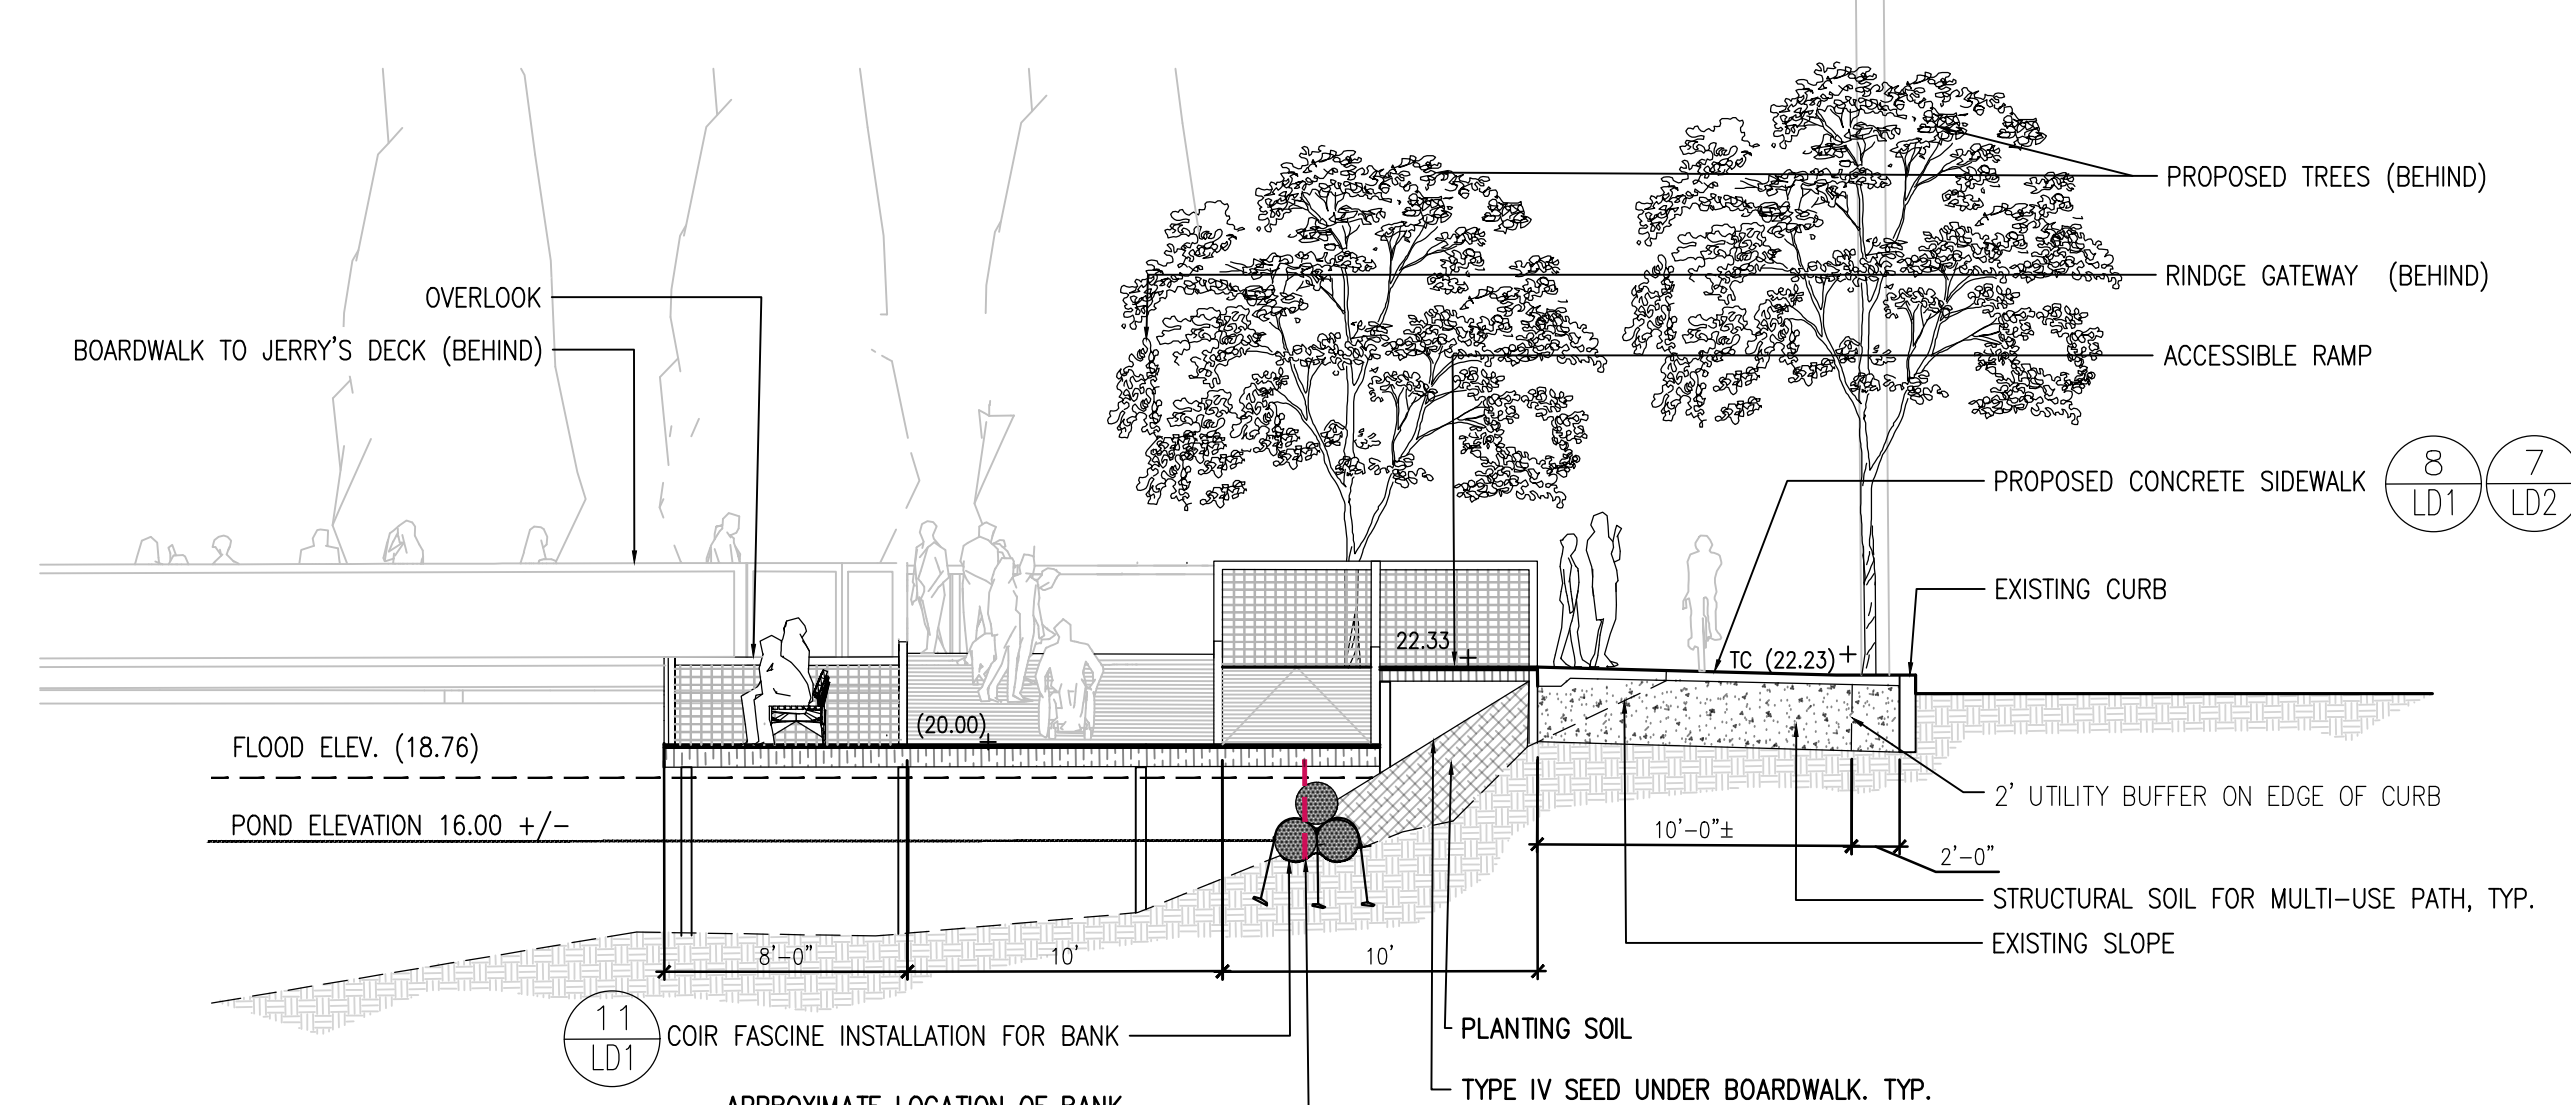 PROPOSED TREES (BEHIND)
RINDGE GATEWAY (BEHIND)
OVERLOOK
BOARDWALK TO JERRY'S DECK (BEHIND)
ACCESSIBLE RAMP
PROPOSED CONCRETE SIDEWALK
8
LD1
7
LD2
EXISTING CURB
22.33
TC (22.23)
(20.00)
FLOOD ELEV. (18.76)
POND ELEVATION 16.00 +/-
2' UTILITY BUFFER ON EDGE OF CURB
10'-0"±
2'-0"
STRUCTURAL SOIL FOR MULTI-USE PATH, TYP.
EXISTING SLOPE
8'-0"
10'
10'
11
LD1
COIR FASCINE INSTALLATION FOR BANK
PLANTING SOIL
TYPE IV SEED UNDER BOARDWALK. TYP.
APPROXIMATE LOCATION OF BANK